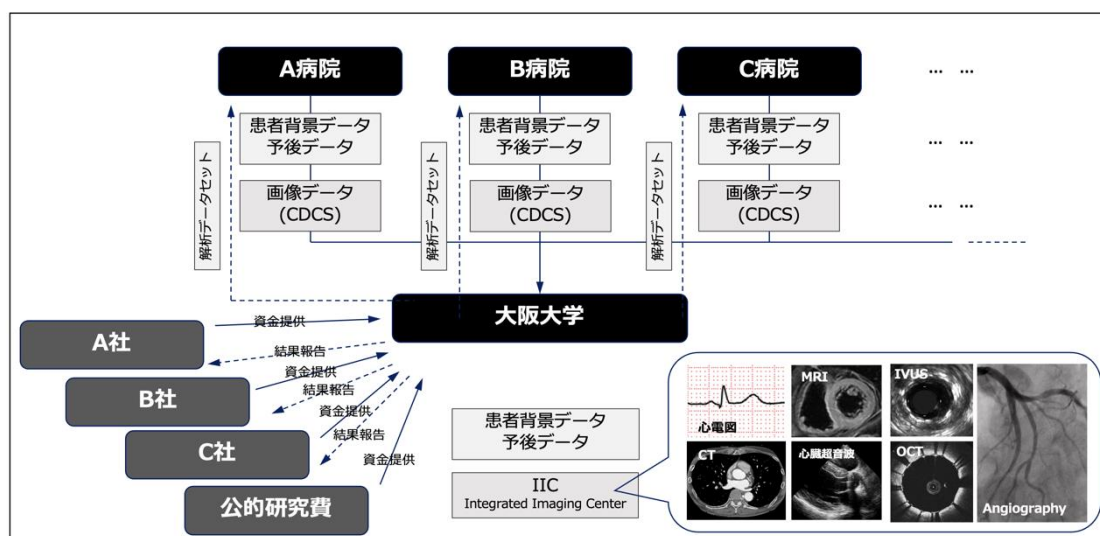 A病院
B病院
C病院
… …
患者背景データ
予後データ
患者背景データ
予後データ
患者背景データ
予後データ
… …
解析データセット
解析データセット
解析データセット
画像データ
(CDCS)
画像データ
(CDCS)
画像データ
(CDCS)
… …
大阪大学
資金提供
A社
結果報告
資金提供
B社
結果報告
資金提供
C社
結果報告
資金提供
公的研究費
患者背景データ
予後データ
IIC
Integrated Imaging Center
心電図
MRI
IVUS
CT
心臓超音波
OCT
Angiography